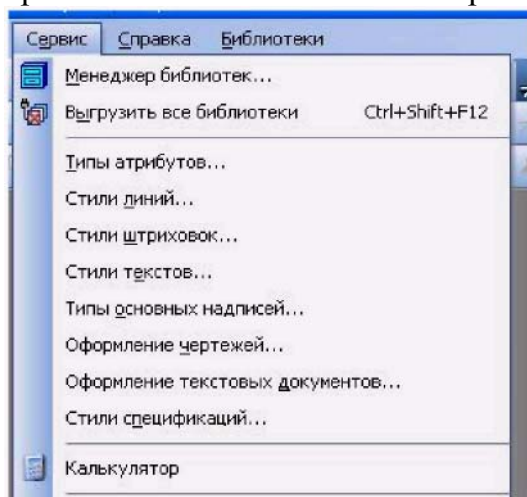 Сервис Справка Библиотеки
Менеджер библиотек...
Выгрузить все библиотеки Ctrl+Shift+F12
Типы атрибутов...
Стили линий...
Стили штриховок...
Стили текстов...
Типы основных надписей...
Оформление чертежей...
Оформление текстовых документов...
Стили спецификаций...
Калькулятор